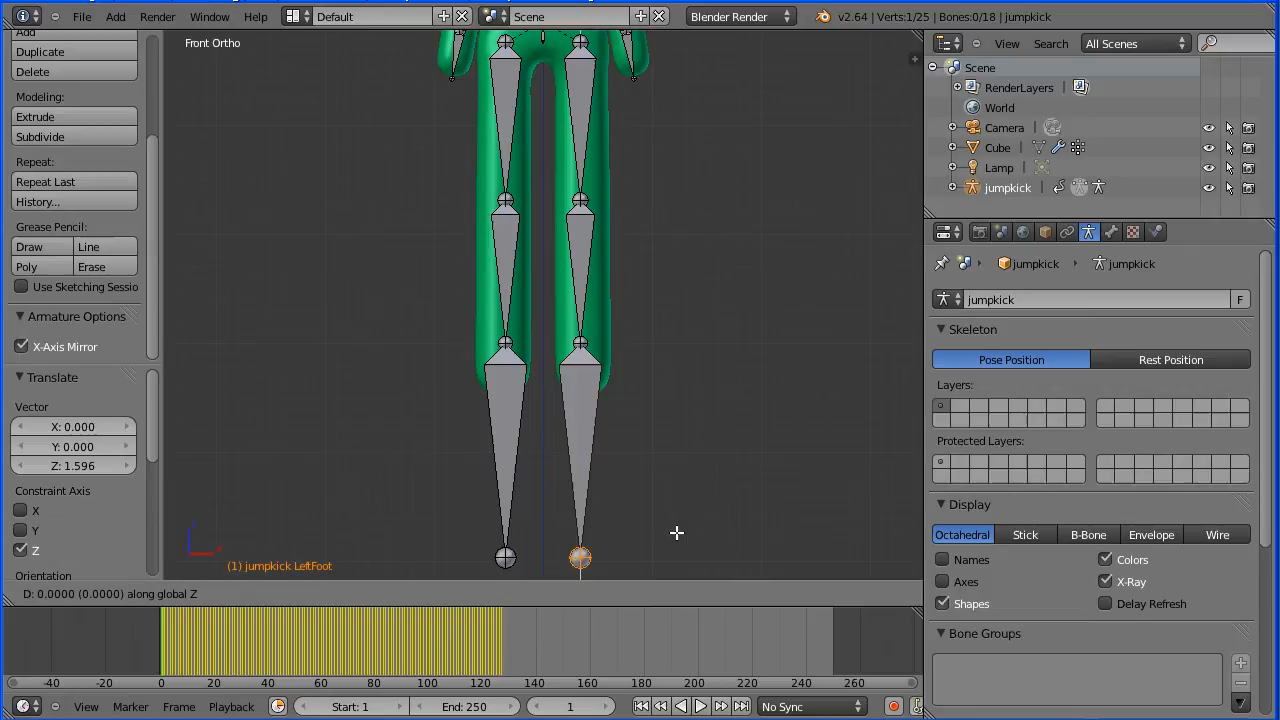 File Add Render Window Help Default Scene Blender Render v2.64 | Verts:1/25 | Bones:0/18 | jumpkick
Add
Duplicate
Delete
Modeling:
Extrude
Subdivide
Repeat:
Repeat Last
History...
Grease Pencil:
Draw Line
Poly Erase
Use Sketching Sessio
Armature Options
X-Axis Mirror
Translate
Vector
X: 0.000
Y: 0.000
Z: 1.596
Constraint Axis
X
Y
Z
Orientation
Front Ortho
(1) jumpkick LeftFoot
D: 0.0000 (0.0000) along global Z
View Search All Scenes
Scene
RenderLayers
World
Camera
Cube
Lamp
jumpkick
jumpkick jumpkick
jumpkick F
Skeleton
Pose Position Rest Position
Layers:
Protected Layers:
Display
Octahedral Stick B-Bone Envelope Wire
Names Colors
Axes X-Ray
Shapes Delay Refresh
Bone Groups
-40 -20 0 20 40 60 80 100 120 140 160 180 200 220 240 260
View Marker Frame Playback Start: 1 End: 250 1 No Sync